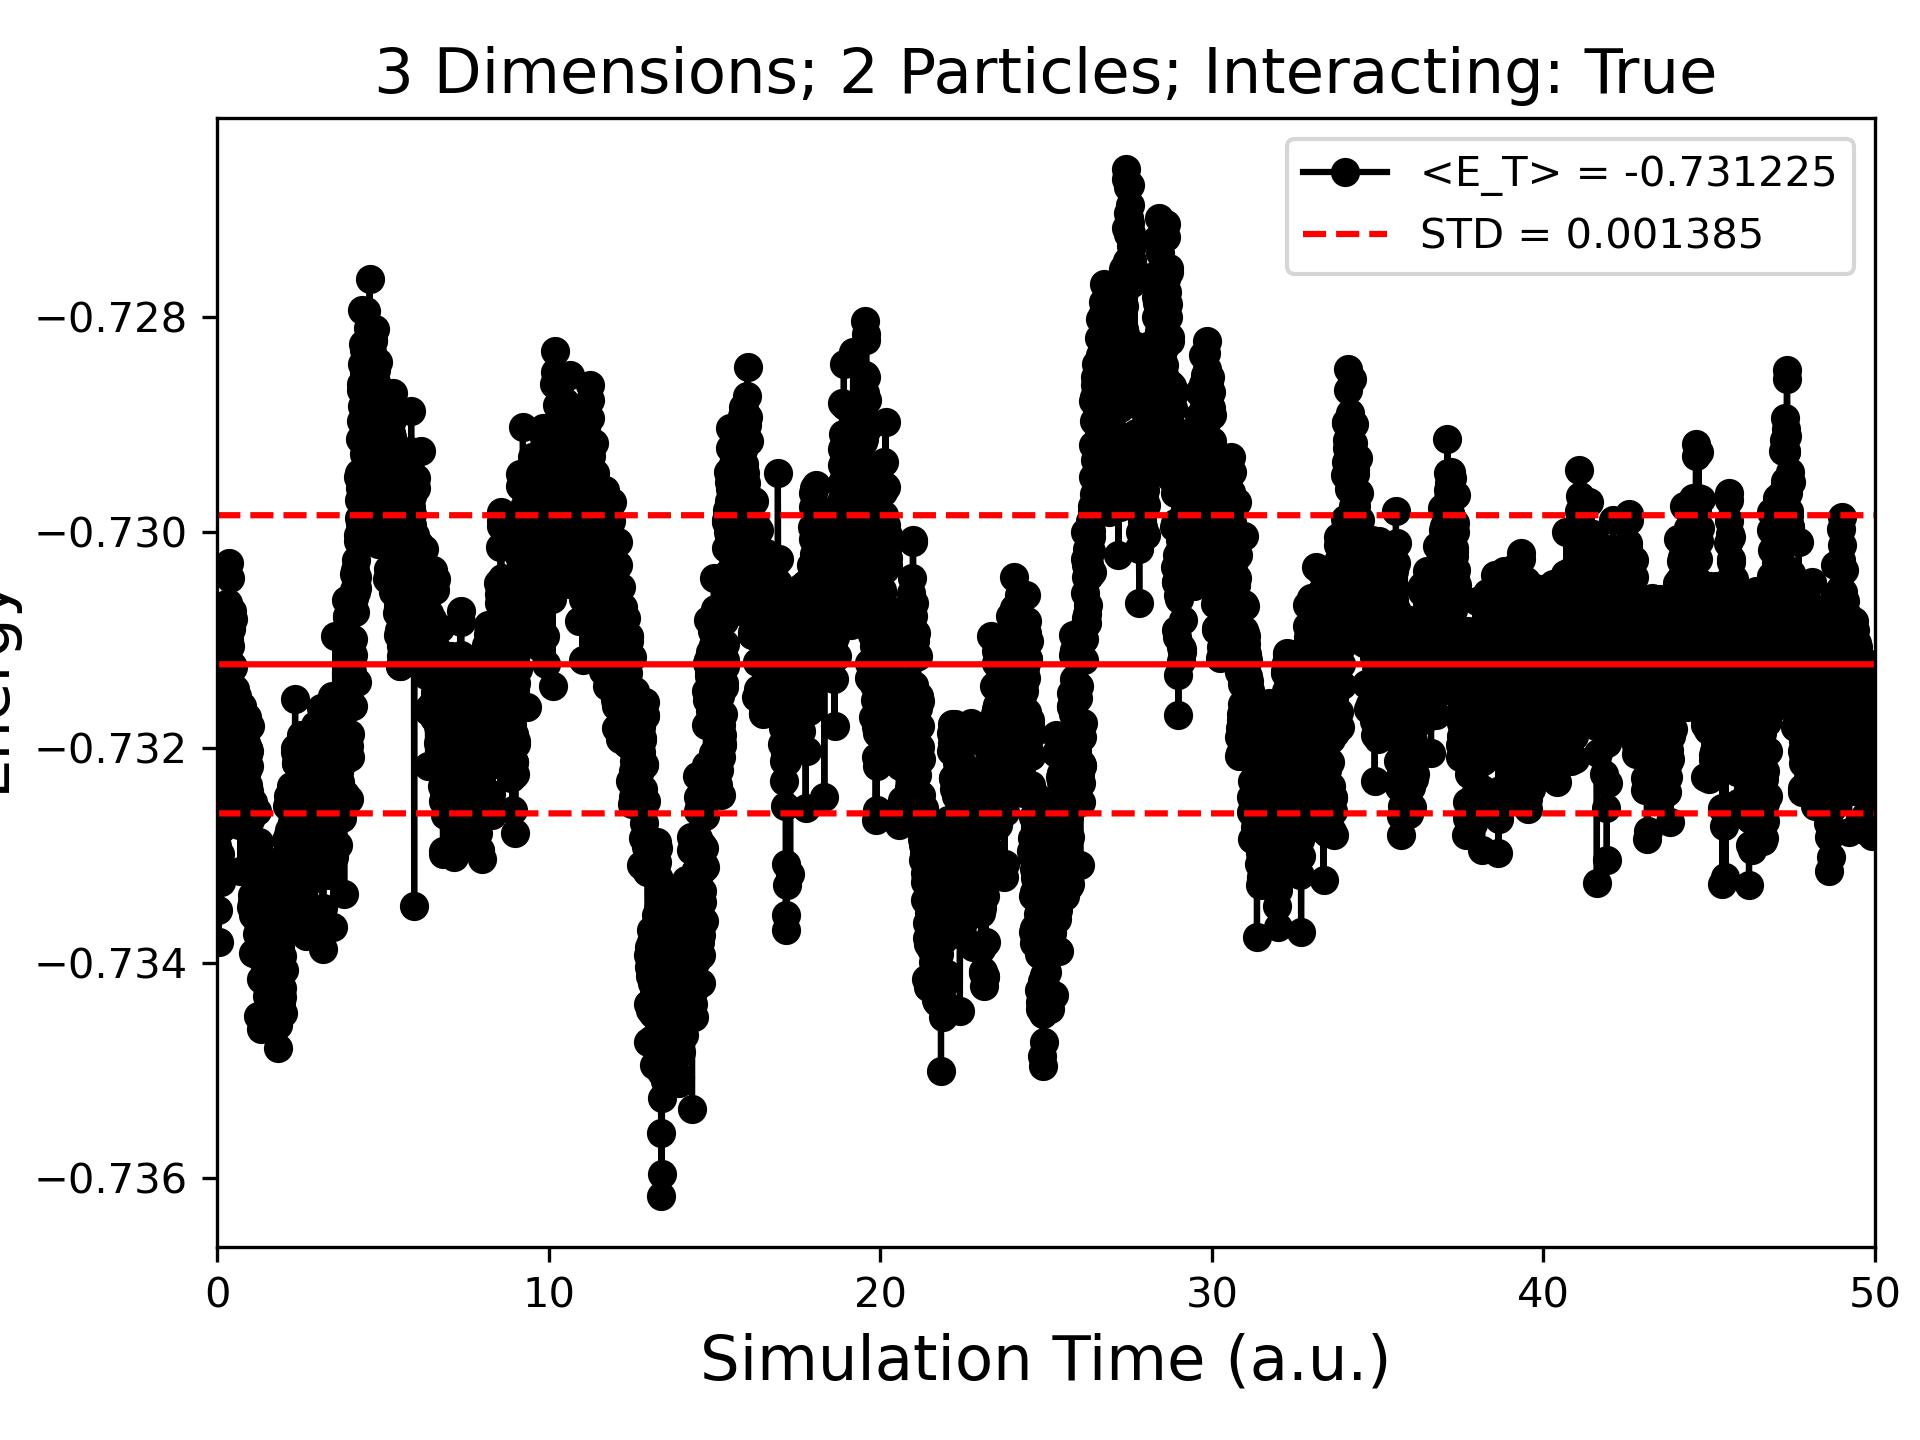 3 Dimensions; 2 Particles; Interacting: True
<E_T> = -0.731225
STD = 0.001385
−0.728
−0.730
−0.732
−0.734
−0.736
Energy
0 10 20 30 40 50
Simulation Time (a.u.)